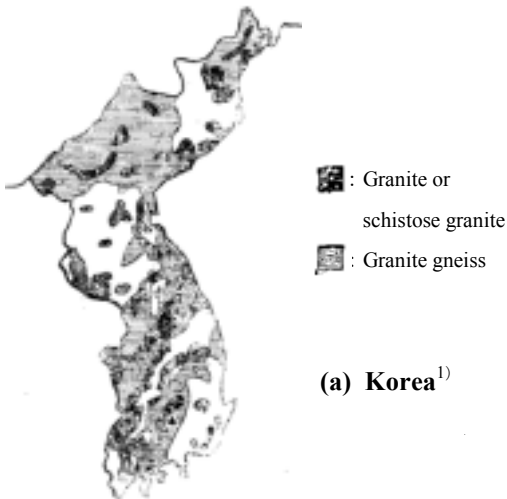 : Granite or
schistose granite
: Granite gneiss
(a) Korea1)